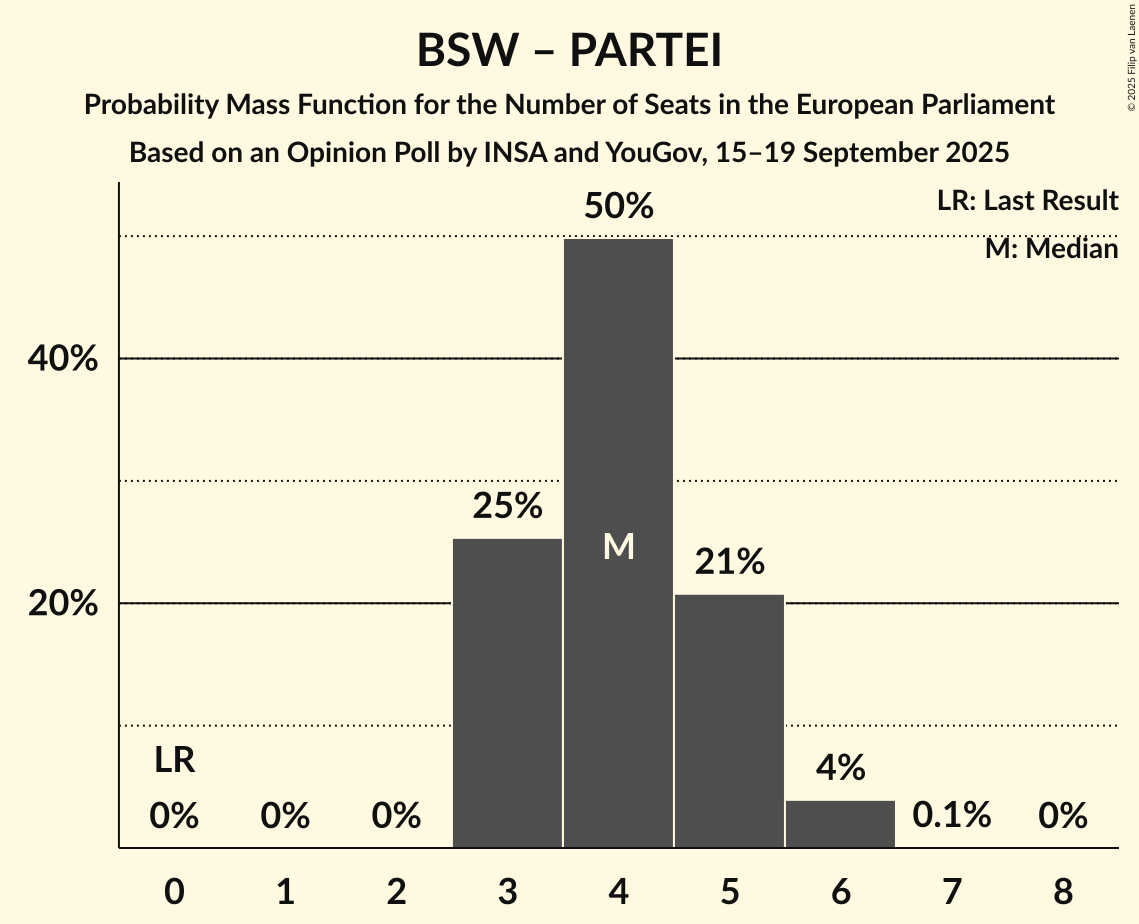 BSW – PARTEI
Probability Mass Function for the Number of Seats in the European Parliament
Based on an Opinion Poll by INSA and YouGov, 15–19 September 2025
© 2025 Filip van Laenen
LR: Last Result
M: Median
50%
40%
25%
M
21%
20%
LR
4%
0% 0% 0% 0.1% 0%
0 1 2 3 4 5 6 7 8